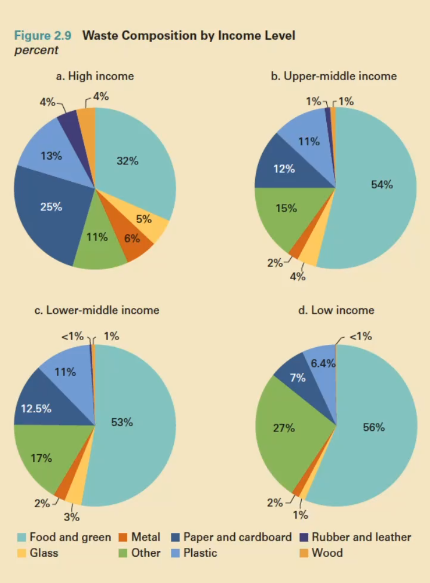 Figure 2.9 Waste Composition by Income Level
percent
a. High income
4%
4%
32%
5%
6%
11%
25%
13%
b. Upper-middle income
1%
1%
54%
4%
2%
15%
12%
11%
c. Lower-middle income
<1%
1%
53%
3%
2%
17%
12.5%
11%
d. Low income
<1%
56%
1%
2%
27%
7%
6.4%
Food and green
Metal
Paper and cardboard
Rubber and leather
Glass
Other
Plastic
Wood